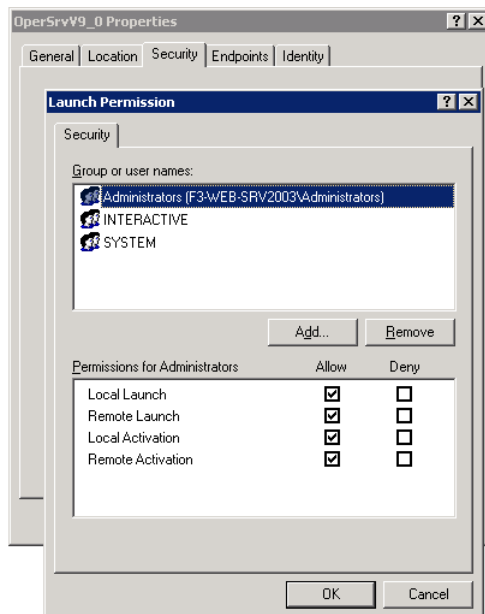 OperSrvV9_0 Properties
General Location Security Endpoints Identity
Launch Permission
Security
Group or user names:
Administrators (F3-WEB-SRV2003\Administrators)
INTERACTIVE
SYSTEM
Add... Remove
Permissions for Administrators Allow Deny
Local Launch
Remote Launch
Local Activation
Remote Activation
OK Cancel